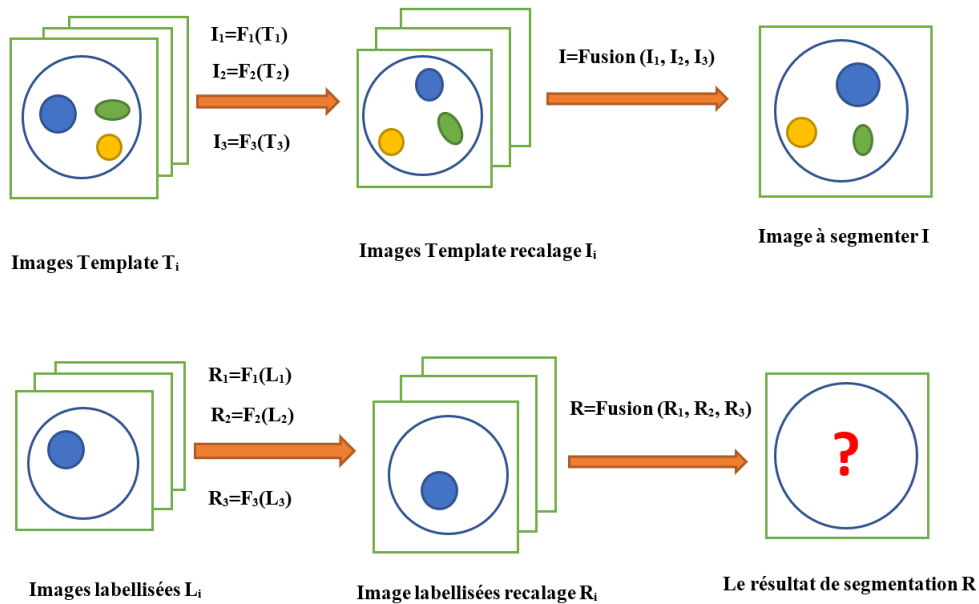 I₁=F₁(T₁)
I₂=F₂(T₂)
I₃=F₃(T₃)
I=Fusion (I₁, I₂, I₃)
Images Template Tᵢ
Images Template recalage Iᵢ
Image à segmenter I
R₁=F₁(L₁)
R₂=F₂(L₂)
R₃=F₃(L₃)
R=Fusion (R₁, R₂, R₃)
?
Images labellisées Lᵢ
Image labellisées recalage Rᵢ
Le résultat de segmentation R